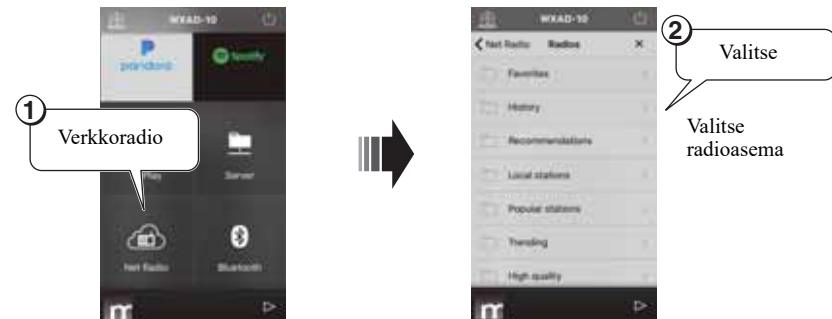 WXAD-10
P
pandora
Spotify
1
Verkkoradio
Play
Server
Net Radio
Bluetooth
m
WXAD-10
Net Radio
Radios
Favorites
History
Recommendations
Local stations
Popular stations
Trending
High quality
m
2
Valitse
Valitse
radioasema